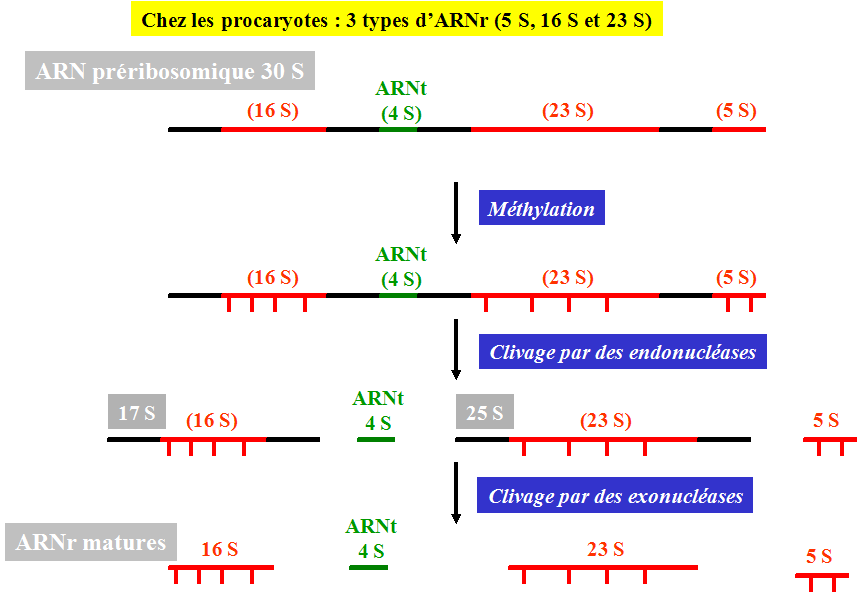 Chez les procaryotes : 3 types d'ARNr (5 S, 16 S et 23 S)
ARN préribosomique 30 S
ARNt
(16 S) (4 S) (23 S) (5 S)
Méthylation
ARNt
(16 S) (4 S) (23 S) (5 S)
Clivage par des endonucléases
ARNt
17 S (16 S) 4 S 25 S (23 S) 5 S
Clivage par des exonucléases
ARNt
ARNr matures 16 S 4 S 23 S 5 S